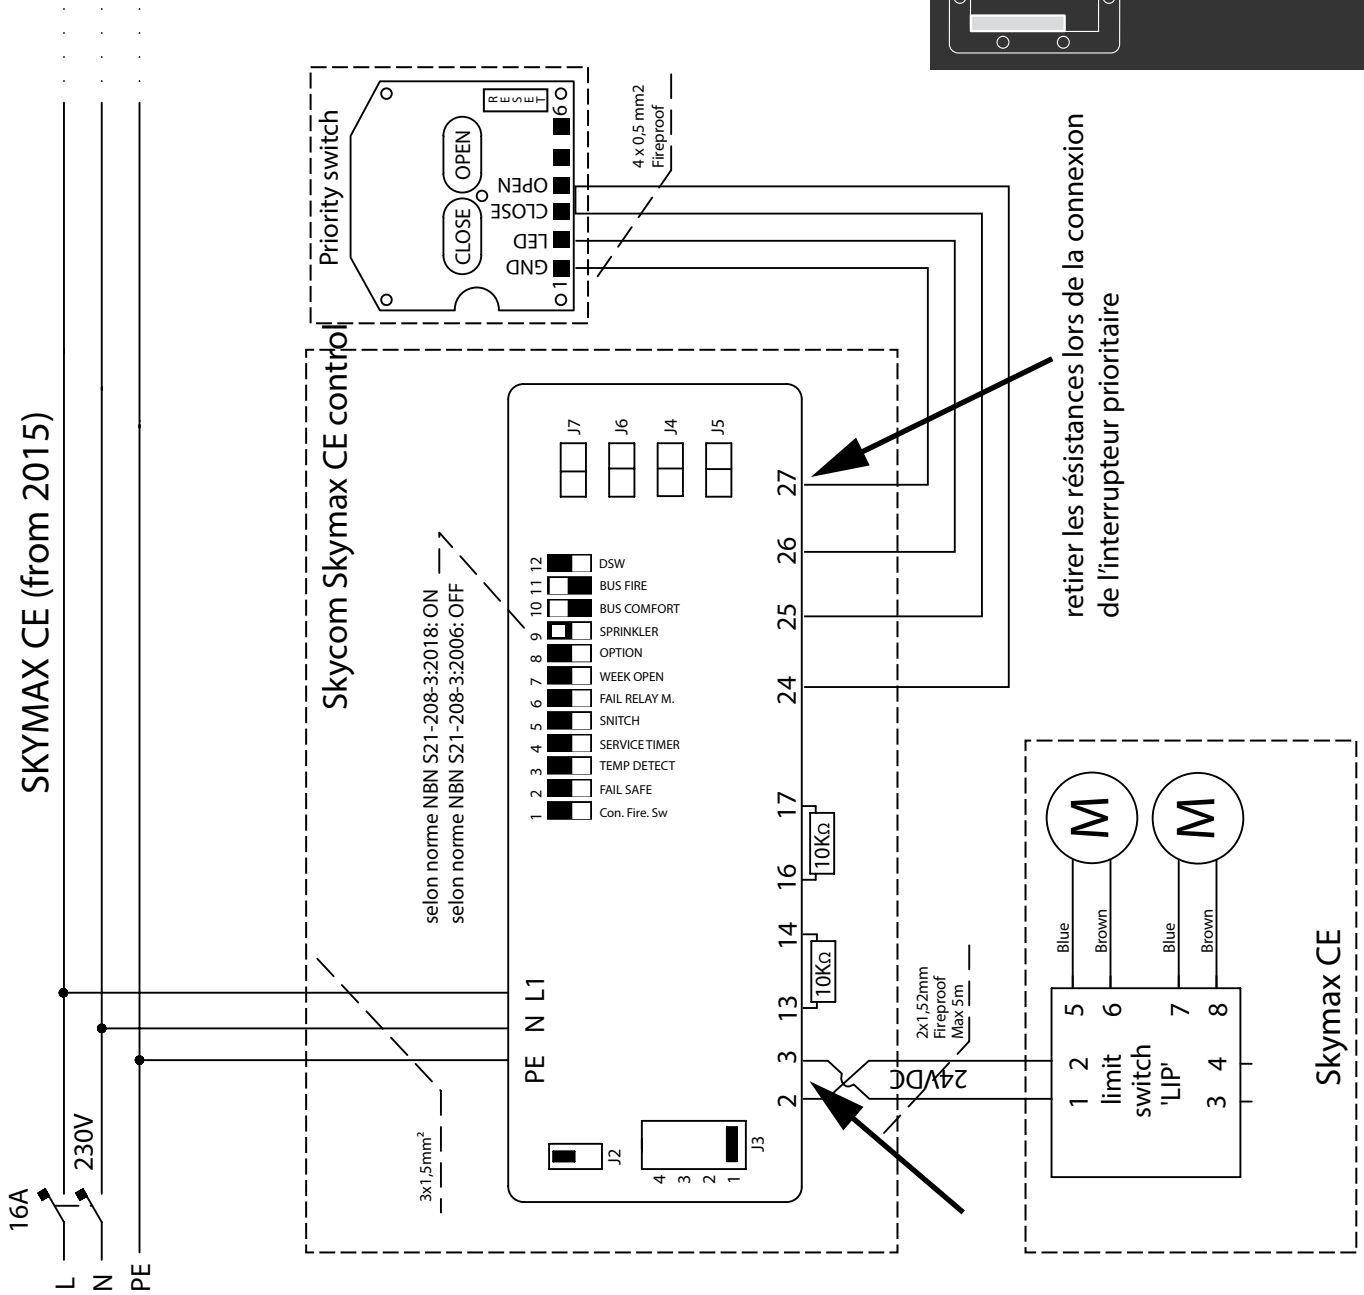 SKYMAX CE (from 2015)
16A
230V
L
N
PE
3x1,5mm²
Skycom Skymax CE control
selon norme NBN S21-208-3:2018: ON
selon norme NBN S21-208-3:2006: OFF
PE
N
L1
1 Con. Fire. Sw
2 FAIL SAFE
3 TEMP DETECT
4 SERVICE TIMER
5 SNITCH
6 FAIL RELAY M.
7 WEEK OPEN
8 OPTION
9 SPRINKLER
10 BUS COMFORT
11 BUS FIRE
12 DSW
J7
J6
J4
J5
J2
J3
4
3
2
1
2
3
13
14
16
17
24
25
26
27
10KΩ
10KΩ
24VDC
2x1,52mm
Fireproof
Max 5m
Priority switch
CLOSE
OPEN
RESET
1
6
GND
LED
CLOSE
OPEN
4 x 0,5 mm2
Fireproof
retirer les résistances lors de la connexion
de l'interrupteur prioritaire
Skymax CE
1 2
limit
switch
'LIP'
3 4
5
6
7
8
Blue
Brown
Blue
Brown
M
M